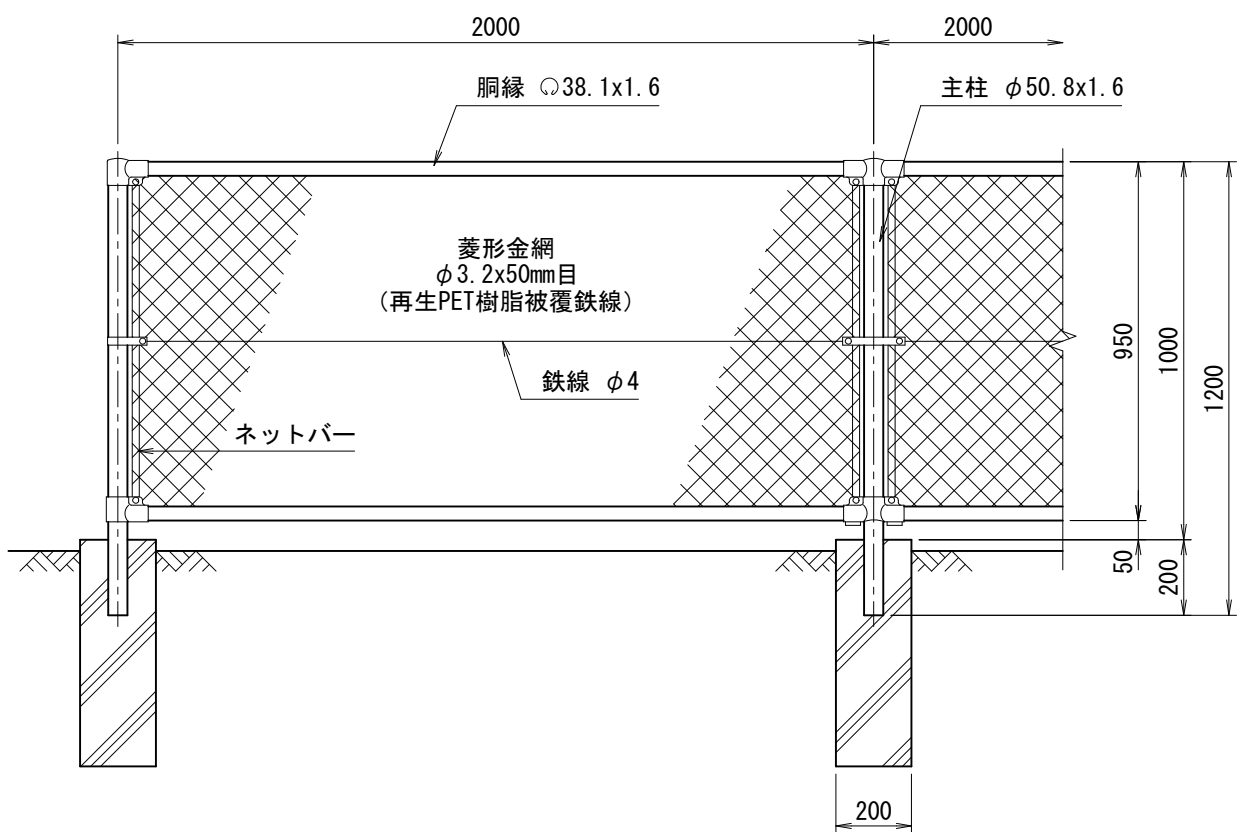 2000
2000
胴縁 ○38.1x1.6
主柱 φ50.8x1.6
菱形金網
φ3.2x50mm目
(再生PET樹脂被覆鉄線)
鉄線 φ4
ネットバー
950
1000
1200
50
200
200